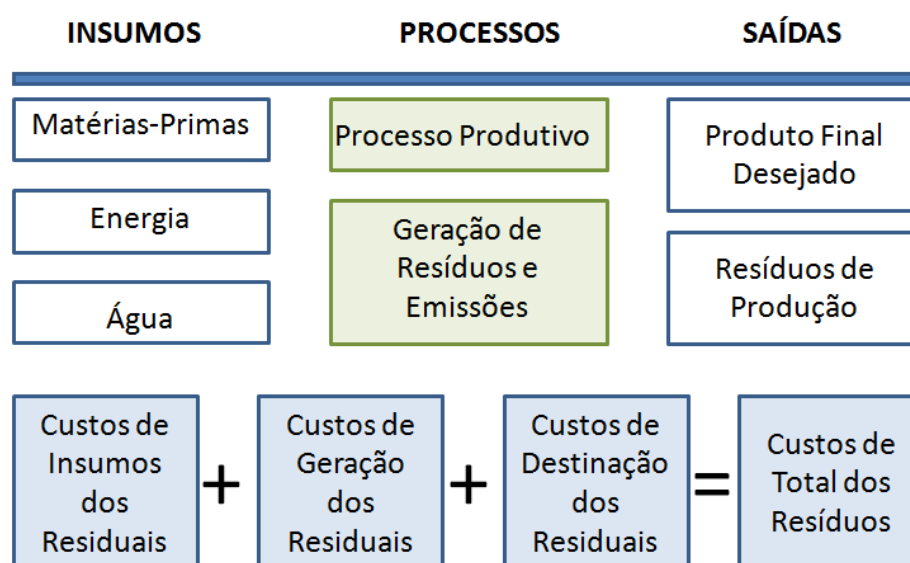 INSUMOS
PROCESSOS
SAÍDAS
Matérias-Primas
Energia
Água
Processo Produtivo
Geração de
Resíduos e
Emissões
Produto Final
Desejado
Resíduos de
Produção
Custos de
Insumos
dos
Residuais
+
Custos de
Geração
dos
Residuais
+
Custos de
Destinação
dos
Residuais
=
Custos de
Total dos
Resíduos